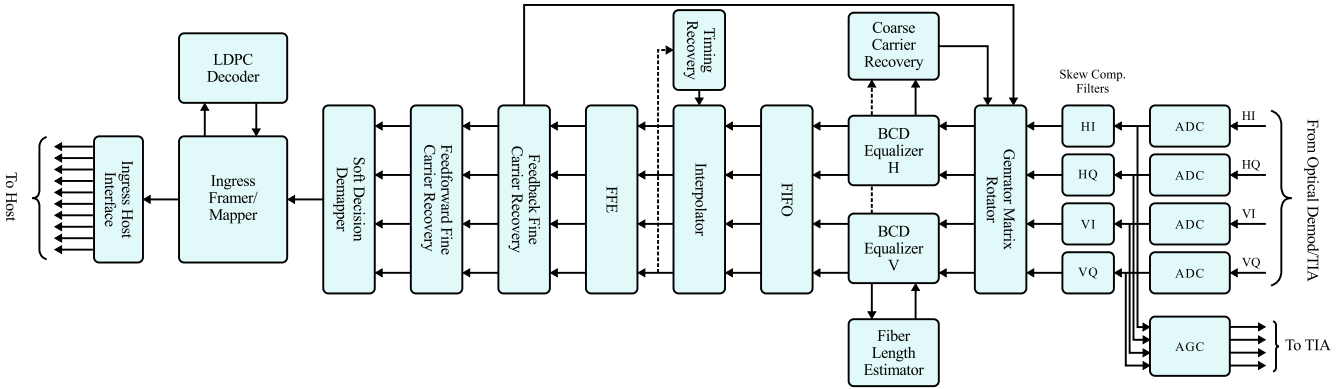 LDPC
Decoder
To Host
Ingress Host
Interface
Ingress
Framer/
Mapper
Soft Decision
Demapper
Feedforward Fine
Carrier Recovery
Feedback Fine
Carrier Recovery
FFE
Timing
Recovery
Interpolator
FIFO
Coarse
Carrier
Recovery
BCD
Equalizer
H
BCD
Equalizer
V
Fiber
Length
Estimator
Genrator Matrix
Rotator
Skew Comp.
Filters
HI
HQ
VI
VQ
ADC
ADC
ADC
ADC
AGC
HI
HQ
VI
VQ
From Optical Demod/TIA
To TIA